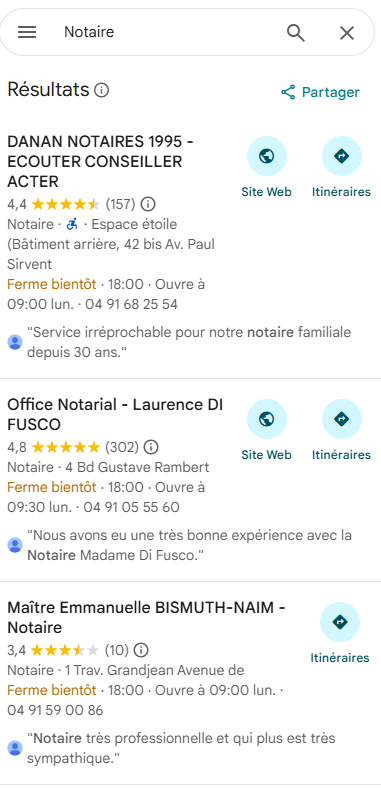 Notaire
Résultats
Partager
DANAN NOTAIRES 1995 -
ECOUTER CONSEILLER
ACTER
Site Web
Itinéraires
4,4 (157)
Notaire · · Espace étoile
(Bâtiment arrière, 42 bis Av. Paul
Sirvent
Ferme bientôt · 18:00 · Ouvre à
09:00 lun. · 04 91 68 25 54
"Service irréprochable pour notre notaire familiale
depuis 30 ans."
Office Notarial - Laurence DI
FUSCO
Site Web
Itinéraires
4,8 (302)
Notaire · 4 Bd Gustave Rambert
Ferme bientôt · 18:00 · Ouvre à
09:30 lun. · 04 91 05 55 60
"Nous avons eu une très bonne expérience avec la
Notaire Madame Di Fusco."
Maître Emmanuelle BISMUTH-NAIM -
Notaire
Itinéraires
3,4 (10)
Notaire · 1 Trav. Grandjean Avenue de
Ferme bientôt · 18:00 · Ouvre à 09:00 lun. ·
04 91 59 00 86
"Notaire très professionnelle et qui plus est très
sympathique."